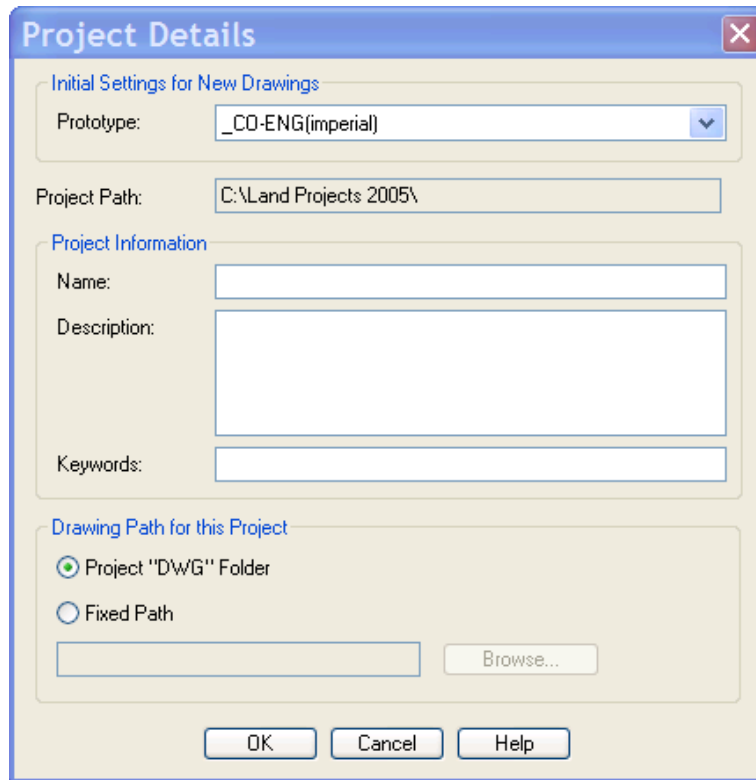 Project Details
Initial Settings for New Drawings
Prototype: _CO-ENG(imperial)
Project Path: C:\Land Projects 2005\
Project Information
Name:
Description:
Keywords:
Drawing Path for this Project
Project "DWG" Folder
Fixed Path
Browse...
OK Cancel Help